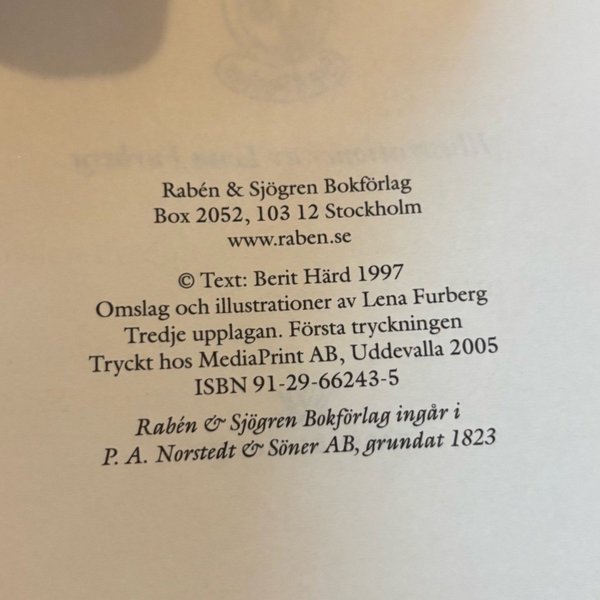 Rabén & Sjögren Bokförlag
Box 2052, 103 12 Stockholm
www.raben.se
© Text: Berit Härd 1997
Omslag och illustrationer av Lena Furberg
Tredje upplagan. Första tryckningen
Tryckt hos MediaPrint AB, Uddevalla 2005
ISBN 91-29-66243-5
Rabén & Sjögren Bokförlag ingår i
P. A. Norstedt & Söner AB, grundat 1823